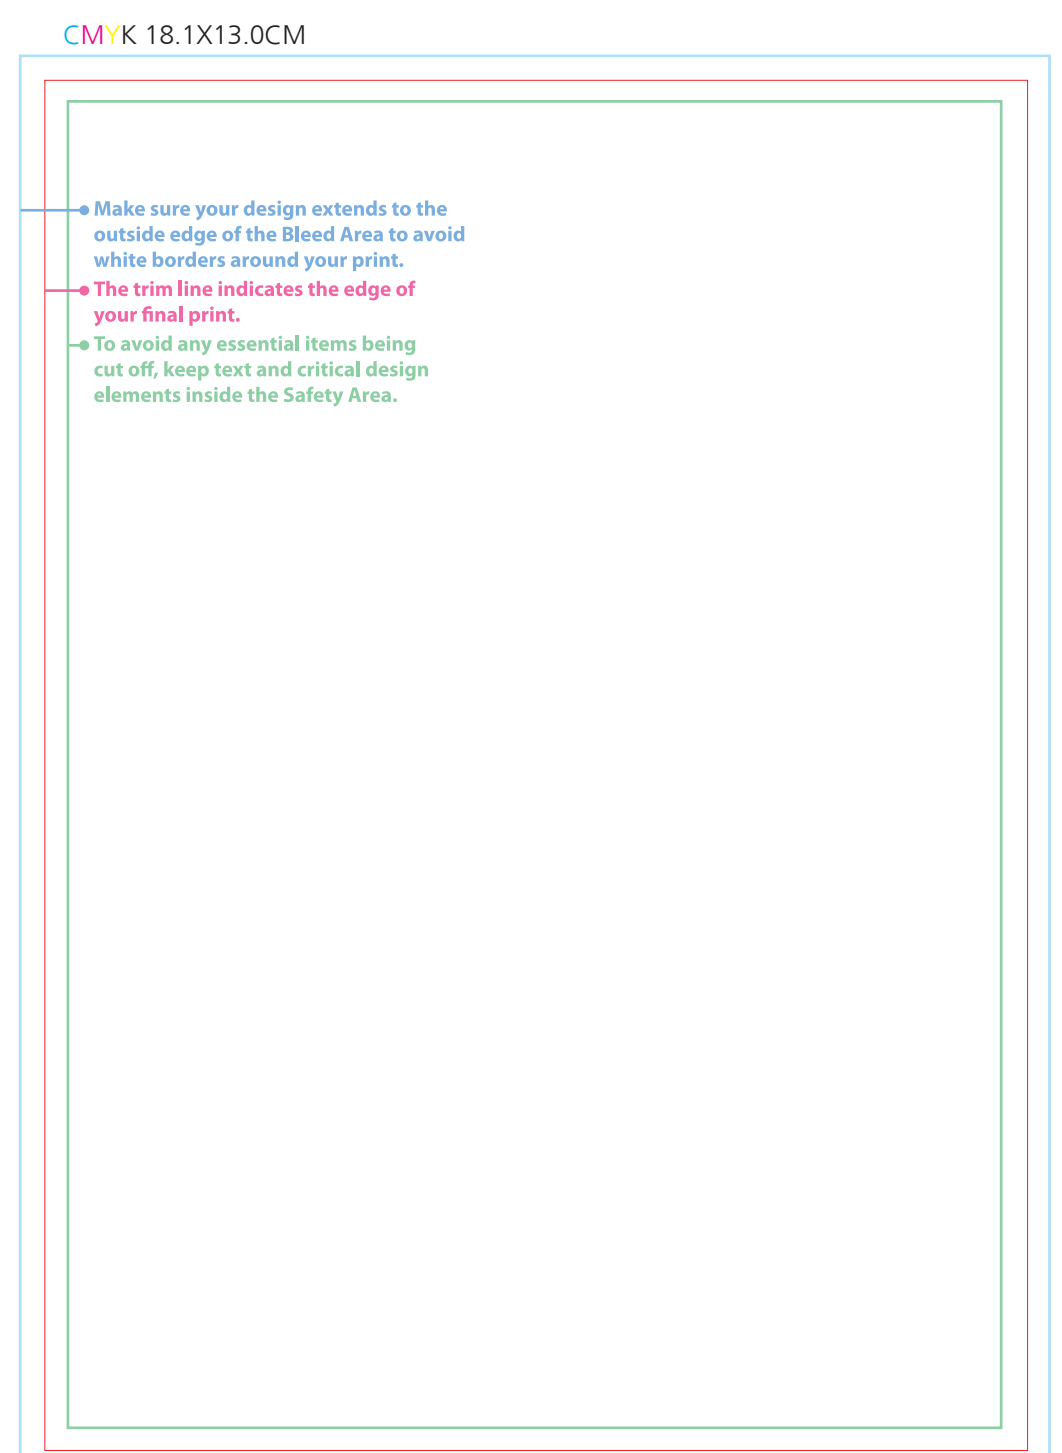 CMYK 18.1X13.0CM
Make sure your design extends to the
outside edge of the Bleed Area to avoid
white borders around your print.
The trim line indicates the edge of
your final print.
To avoid any essential items being
cut off, keep text and critical design
elements inside the Safety Area.